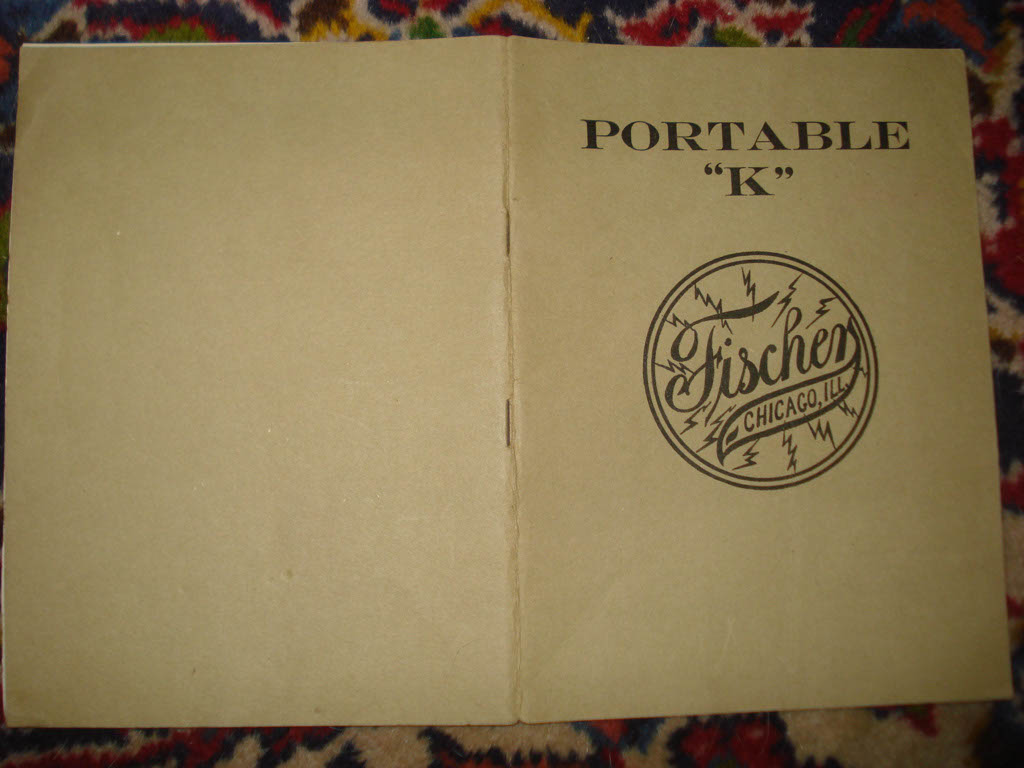 PORTABLE
“K”
Fischer
CHICAGO, ILL.